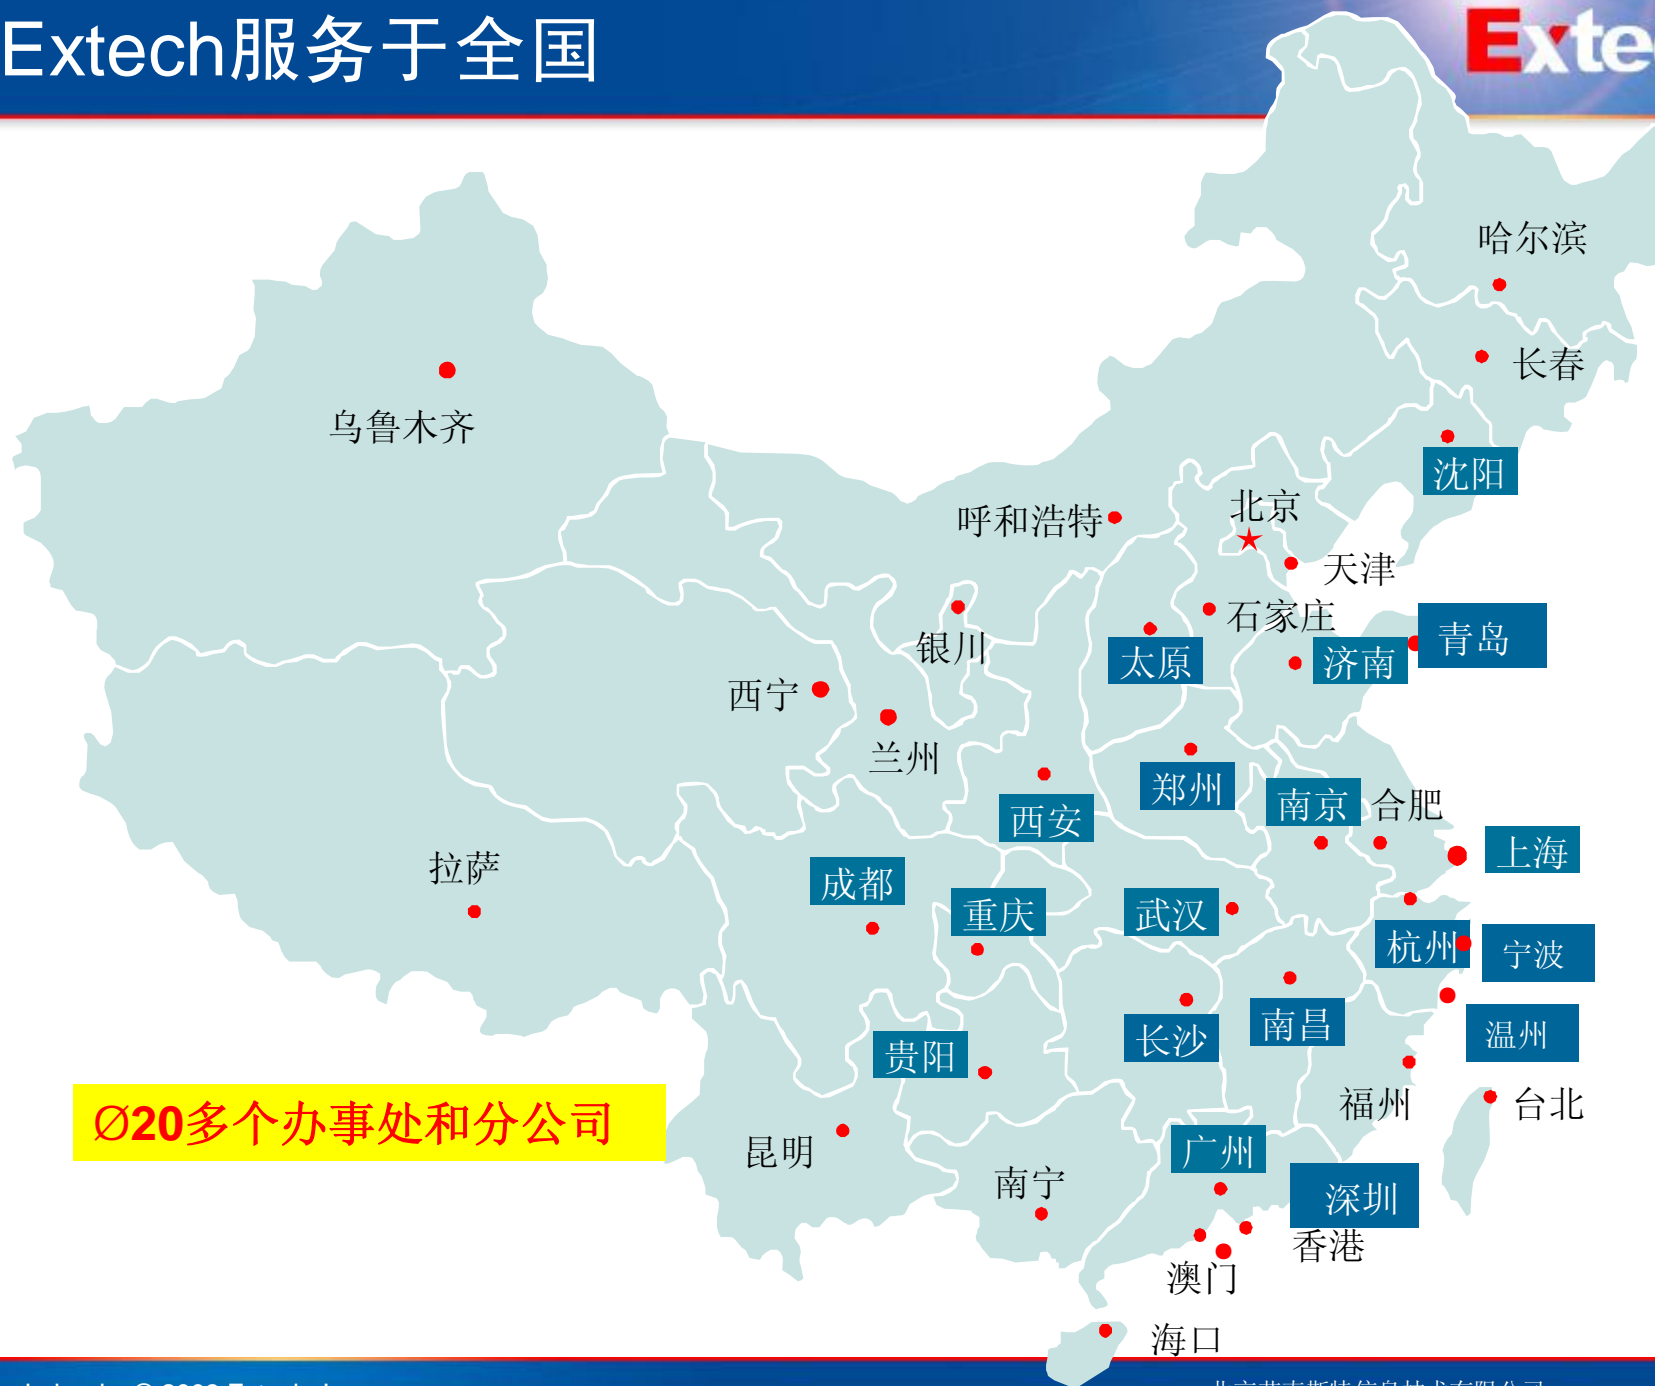 Extech服务于全国
Exte
哈尔滨
长春
乌鲁木齐
沈阳
北京
呼和浩特
天津
石家庄
青岛
银川
太原
济南
西宁
兰州
郑州
南京
合肥
西安
上海
拉萨
成都
重庆
武汉
杭州
宁波
南昌
温州
长沙
贵阳
福州
台北
Ø20多个办事处和分公司
昆明
广州
南宁
深圳
香港
澳门
海口